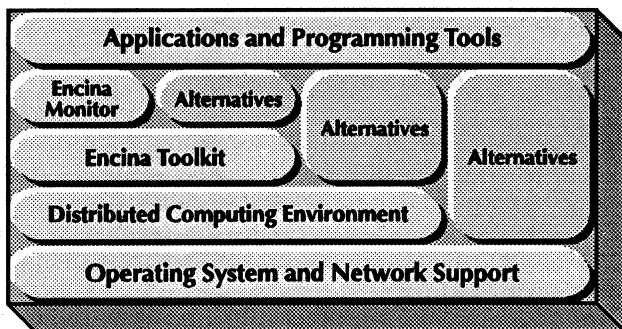 Applications and Programming Tools
Encina
Monitor
Alternatives
Alternatives
Alternatives
Encina Toolkit
Distributed Computing Environment
Operating System and Network Support